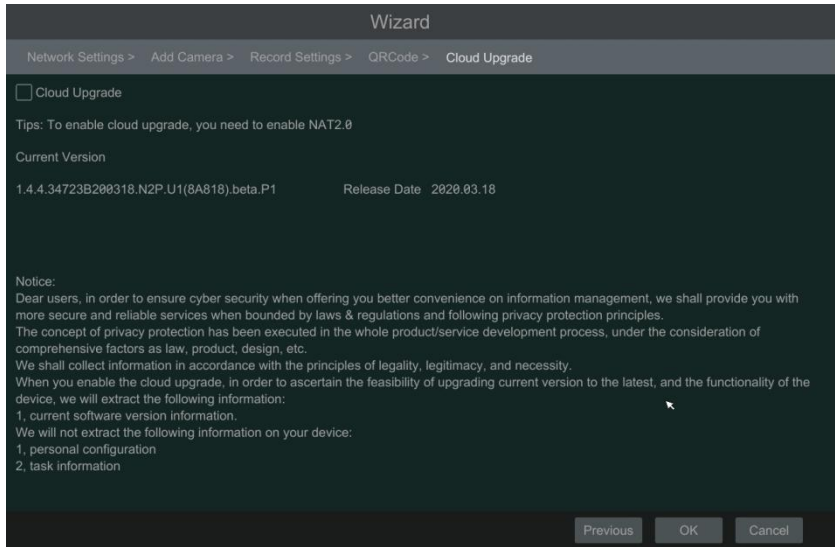 Wizard
Network Settings > Add Camera > Record Settings > QRCode > Cloud Upgrade
Cloud Upgrade
Tips: To enable cloud upgrade, you need to enable NAT2.0
Current Version
1.4.4.34723B200318.N2P.U1(8A818).beta.P1 Release Date 2020.03.18
Notice:
Dear users, in order to ensure cyber security when offering you better convenience on information management, we shall provide you with
more secure and reliable services when bounded by laws & regulations and following privacy protection principles.
The concept of privacy protection has been executed in the whole product/service development process, under the consideration of
comprehensive factors as law, product, design, etc.
We shall collect information in accordance with the principles of legality, legitimacy, and necessity.
When you enable the cloud upgrade, in order to ascertain the feasibility of upgrading current version to the latest, and the functionality of the
device, we will extract the following information:
1, current software version information.
We will not extract the following information on your device:
1, personal configuration
2, task information
Previous OK Cancel